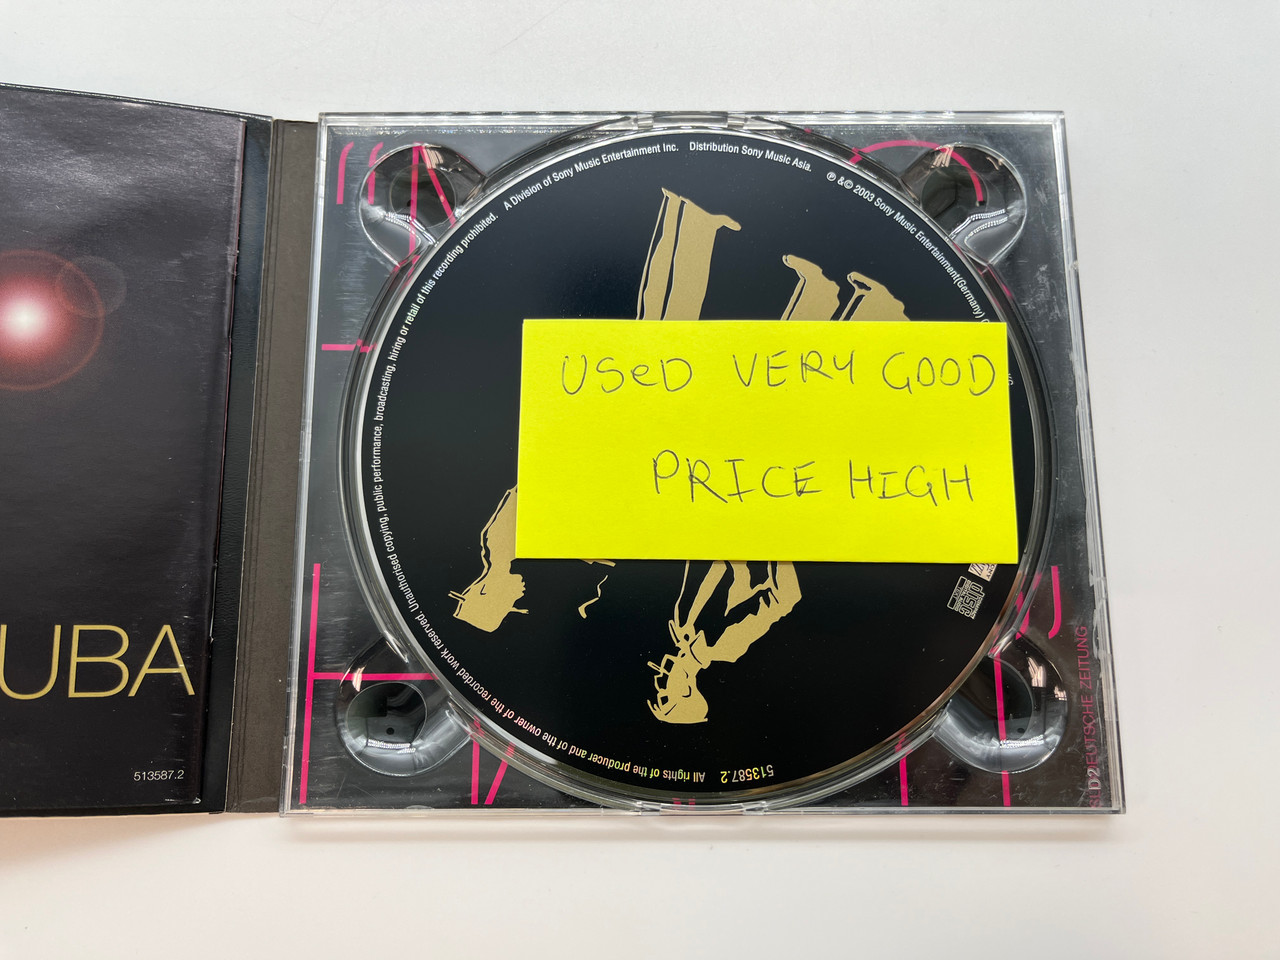 UBA
513587.2
A Division of Sony Music Entertainment Inc. Distribution Sony Music Asia.
℗ &© 2003 Sony Music Entertainment(Germany)
513587.2 All rights of the producer and of the owner of the recorded work reserved. Unauthorised copying, public performance, broadcasting, hiring or retail of this recording prohibited.
USeD VERY GOOD
PRICE HIGH
DEUTSCHE ZEITUNG
disc